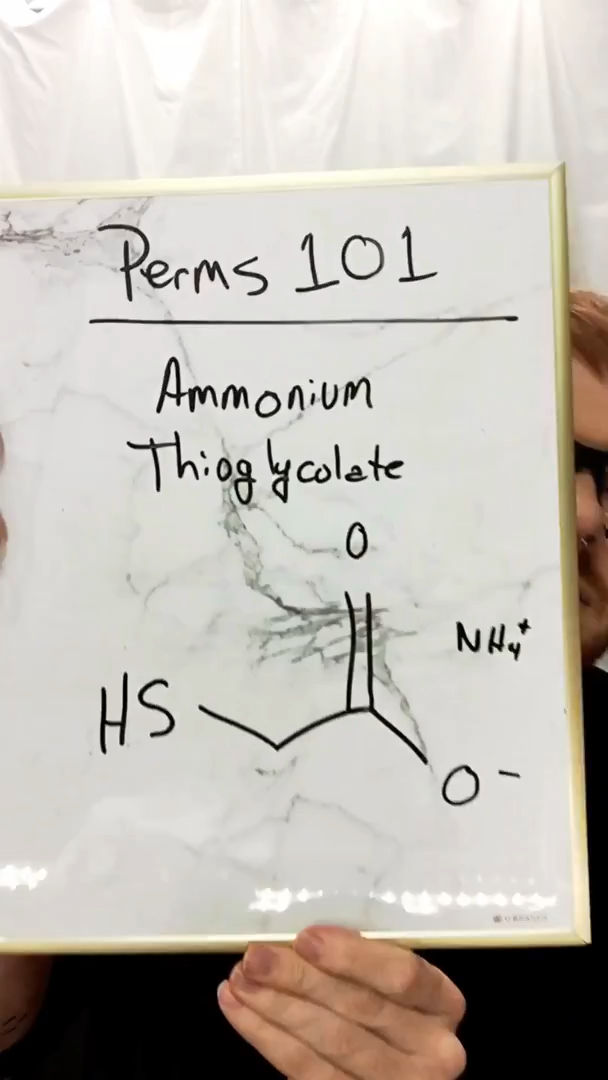 Perms 101
Ammonium
Thioglycolate
O
NH₄⁺
HS
O⁻